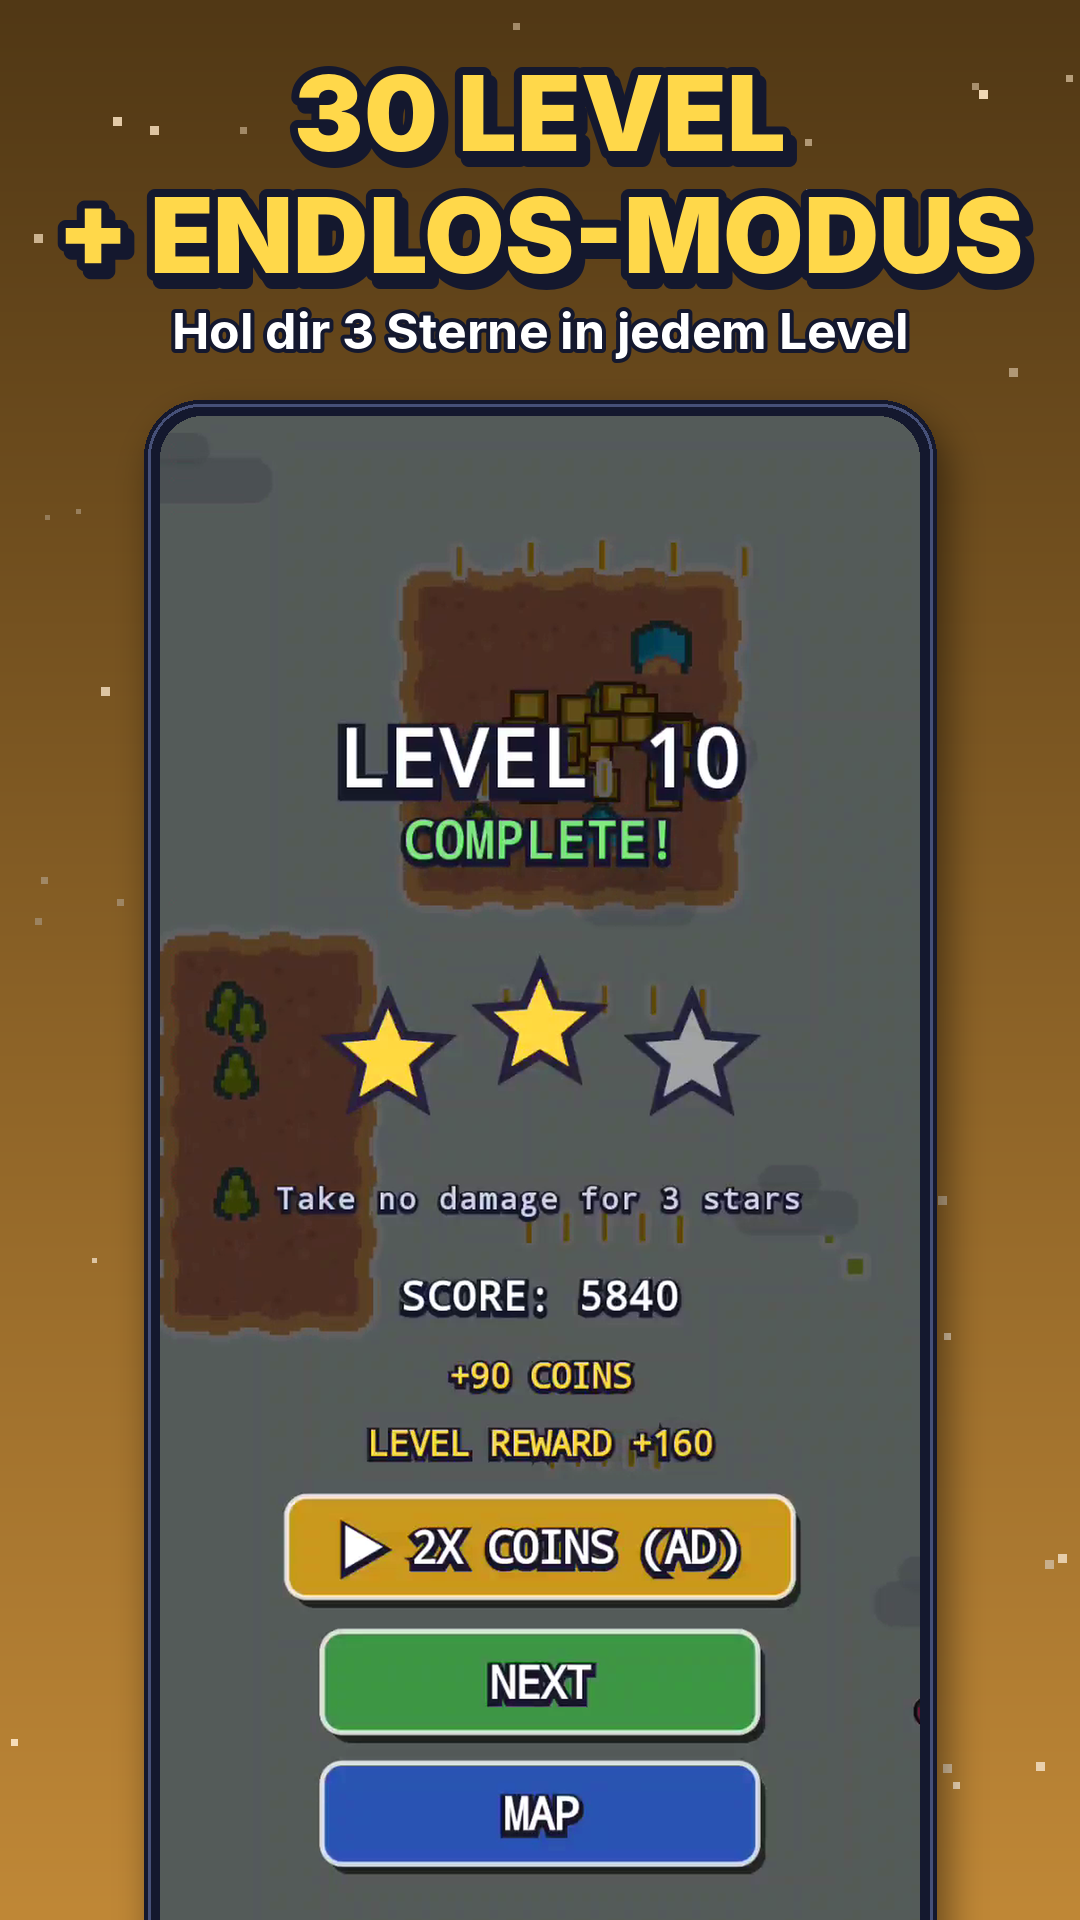 30 LEVEL
+ ENDLOS-MODUS
Hol dir 3 Sterne in jedem Level
LEVEL 10
COMPLETE!
Take no damage for 3 stars
SCORE: 5840
+90 COINS
LEVEL REWARD +160
2X COINS (AD)
NEXT
MAP